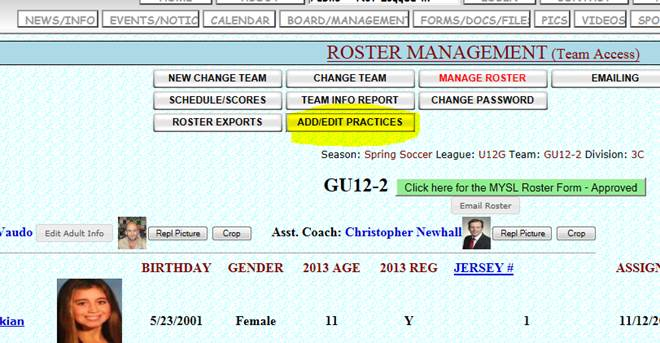 NEWS/INFO EVENTS/NOTIC CALENDAR BOARD/MANAGEMENT FORMS/DOCS/FILES PICS VIDEOS SPO
ROSTER MANAGEMENT (Team Access)
NEW CHANGE TEAM CHANGE TEAM MANAGE ROSTER EMAILING
SCHEDULE/SCORES TEAM INFO REPORT CHANGE PASSWORD
ROSTER EXPORTS ADD/EDIT PRACTICES
Season: Spring Soccer League: U12G Team: GU12-2 Division: 3C
GU12-2 Click here for the MYSL Roster Form - Approved
Email Roster
Vaudo Edit Adult Info Repl Picture Crop Asst. Coach: Christopher Newhall Repl Picture Crop
BIRTHDAY GENDER 2013 AGE 2013 REG JERSEY # ASSIGN
kian 5/23/2001 Female 11 Y 1 11/12/2